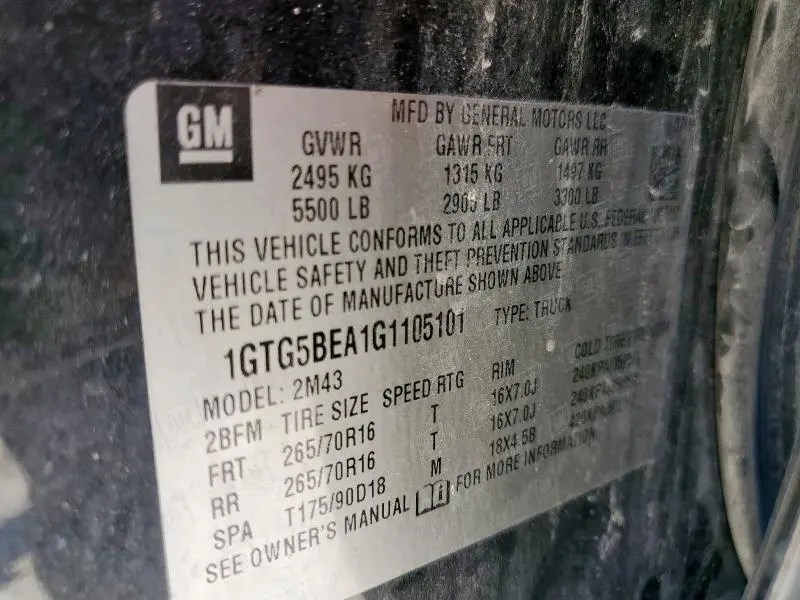 GM
MFD BY GENERAL MOTORS LLC
GVWR GAWR FRT GAWR RR
2495 KG 1315 KG 1497 KG
5500 LB 2900 LB 3300 LB
THIS VEHICLE CONFORMS TO ALL APPLICABLE U.S. FEDERAL
VEHICLE SAFETY AND THEFT PREVENTION STANDARDS IN EFFECT
THE DATE OF MANUFACTURE SHOWN ABOVE.
1GTG5BEA1G1105101 TYPE: TRUCK
MODEL: 2M43
2BFM TIRE SIZE SPEED RTG RIM COLD
FRT 265/70R16 T 16X7.0J
RR 265/70R16 T 16X7.0J
SPA T175/90D18 M 18X4.5B
SEE OWNER'S MANUAL FOR MORE INFORMATION